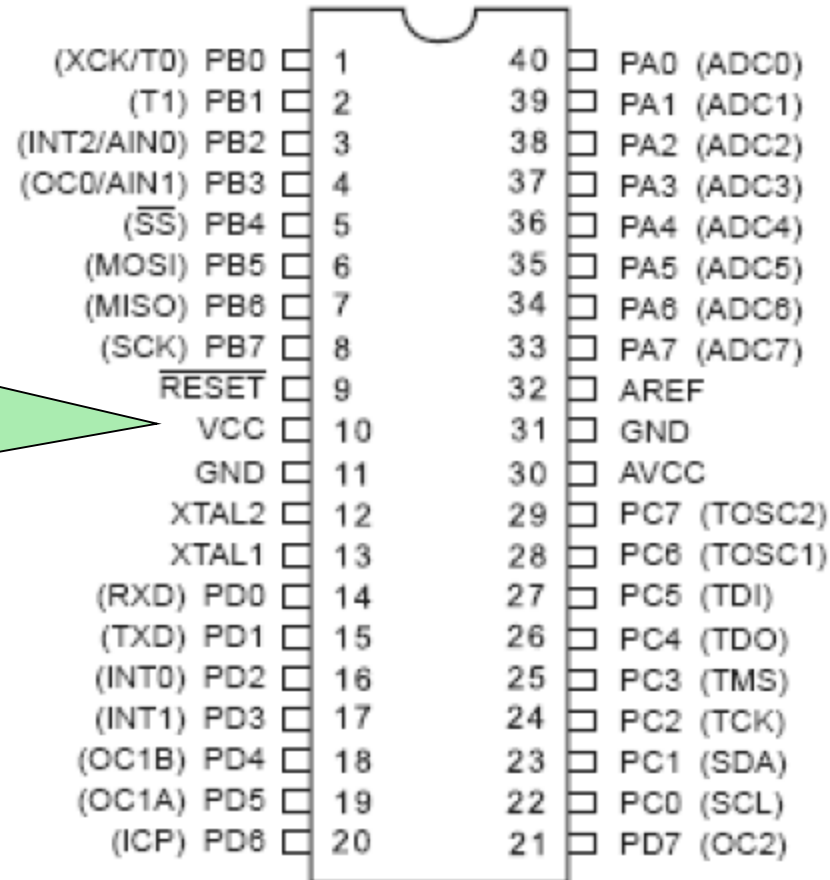 (XCK/T0) PB0 1 40 PA0 (ADC0)
(T1) PB1 2 39 PA1 (ADC1)
(INT2/AIN0) PB2 3 38 PA2 (ADC2)
(OC0/AIN1) PB3 4 37 PA3 (ADC3)
(S̅S̅) PB4 5 36 PA4 (ADC4)
(MOSI) PB5 6 35 PA5 (ADC5)
(MISO) PB6 7 34 PA6 (ADC6)
(SCK) PB7 8 33 PA7 (ADC7)
R̅E̅S̅E̅T̅ 9 32 AREF
VCC 10 31 GND
GND 11 30 AVCC
XTAL2 12 29 PC7 (TOSC2)
XTAL1 13 28 PC6 (TOSC1)
(RXD) PD0 14 27 PC5 (TDI)
(TXD) PD1 15 26 PC4 (TDO)
(INT0) PD2 16 25 PC3 (TMS)
(INT1) PD3 17 24 PC2 (TCK)
(OC1B) PD4 18 23 PC1 (SDA)
(OC1A) PD5 19 22 PC0 (SCL)
(ICP) PD6 20 21 PD7 (OC2)